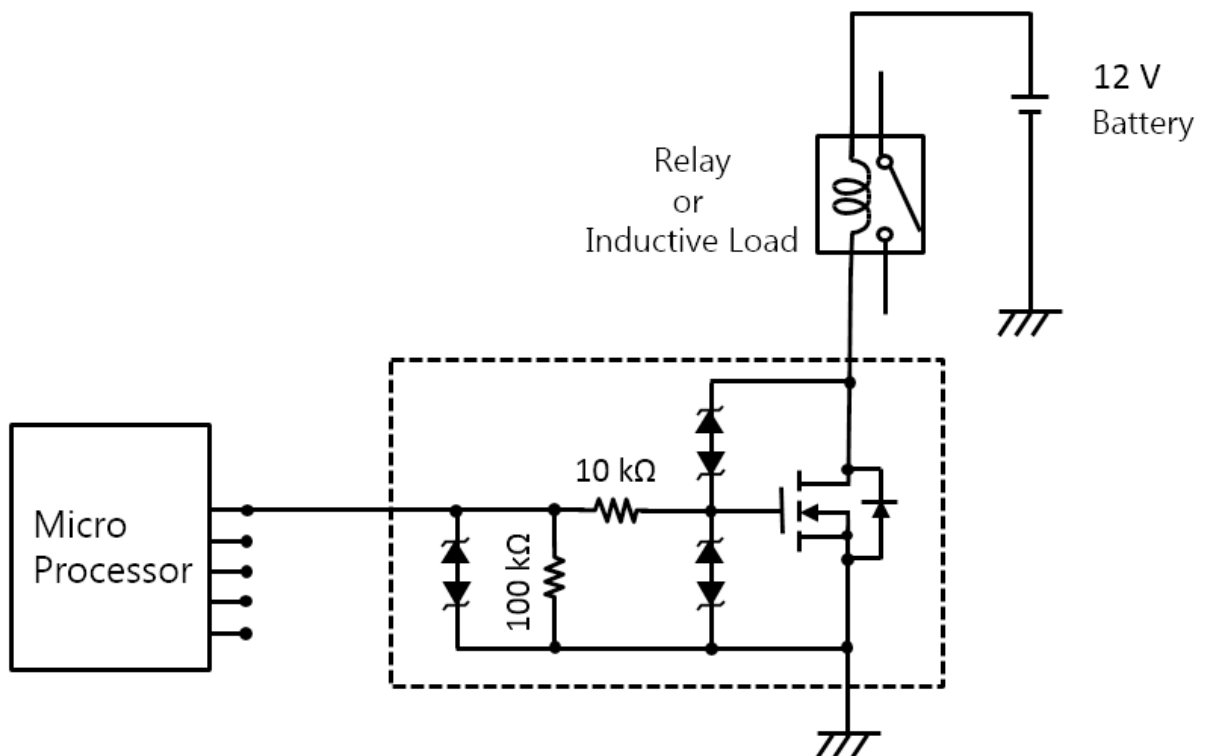 12 V
Battery
Relay
or
Inductive Load
10 kΩ
100 kΩ
Micro
Processor